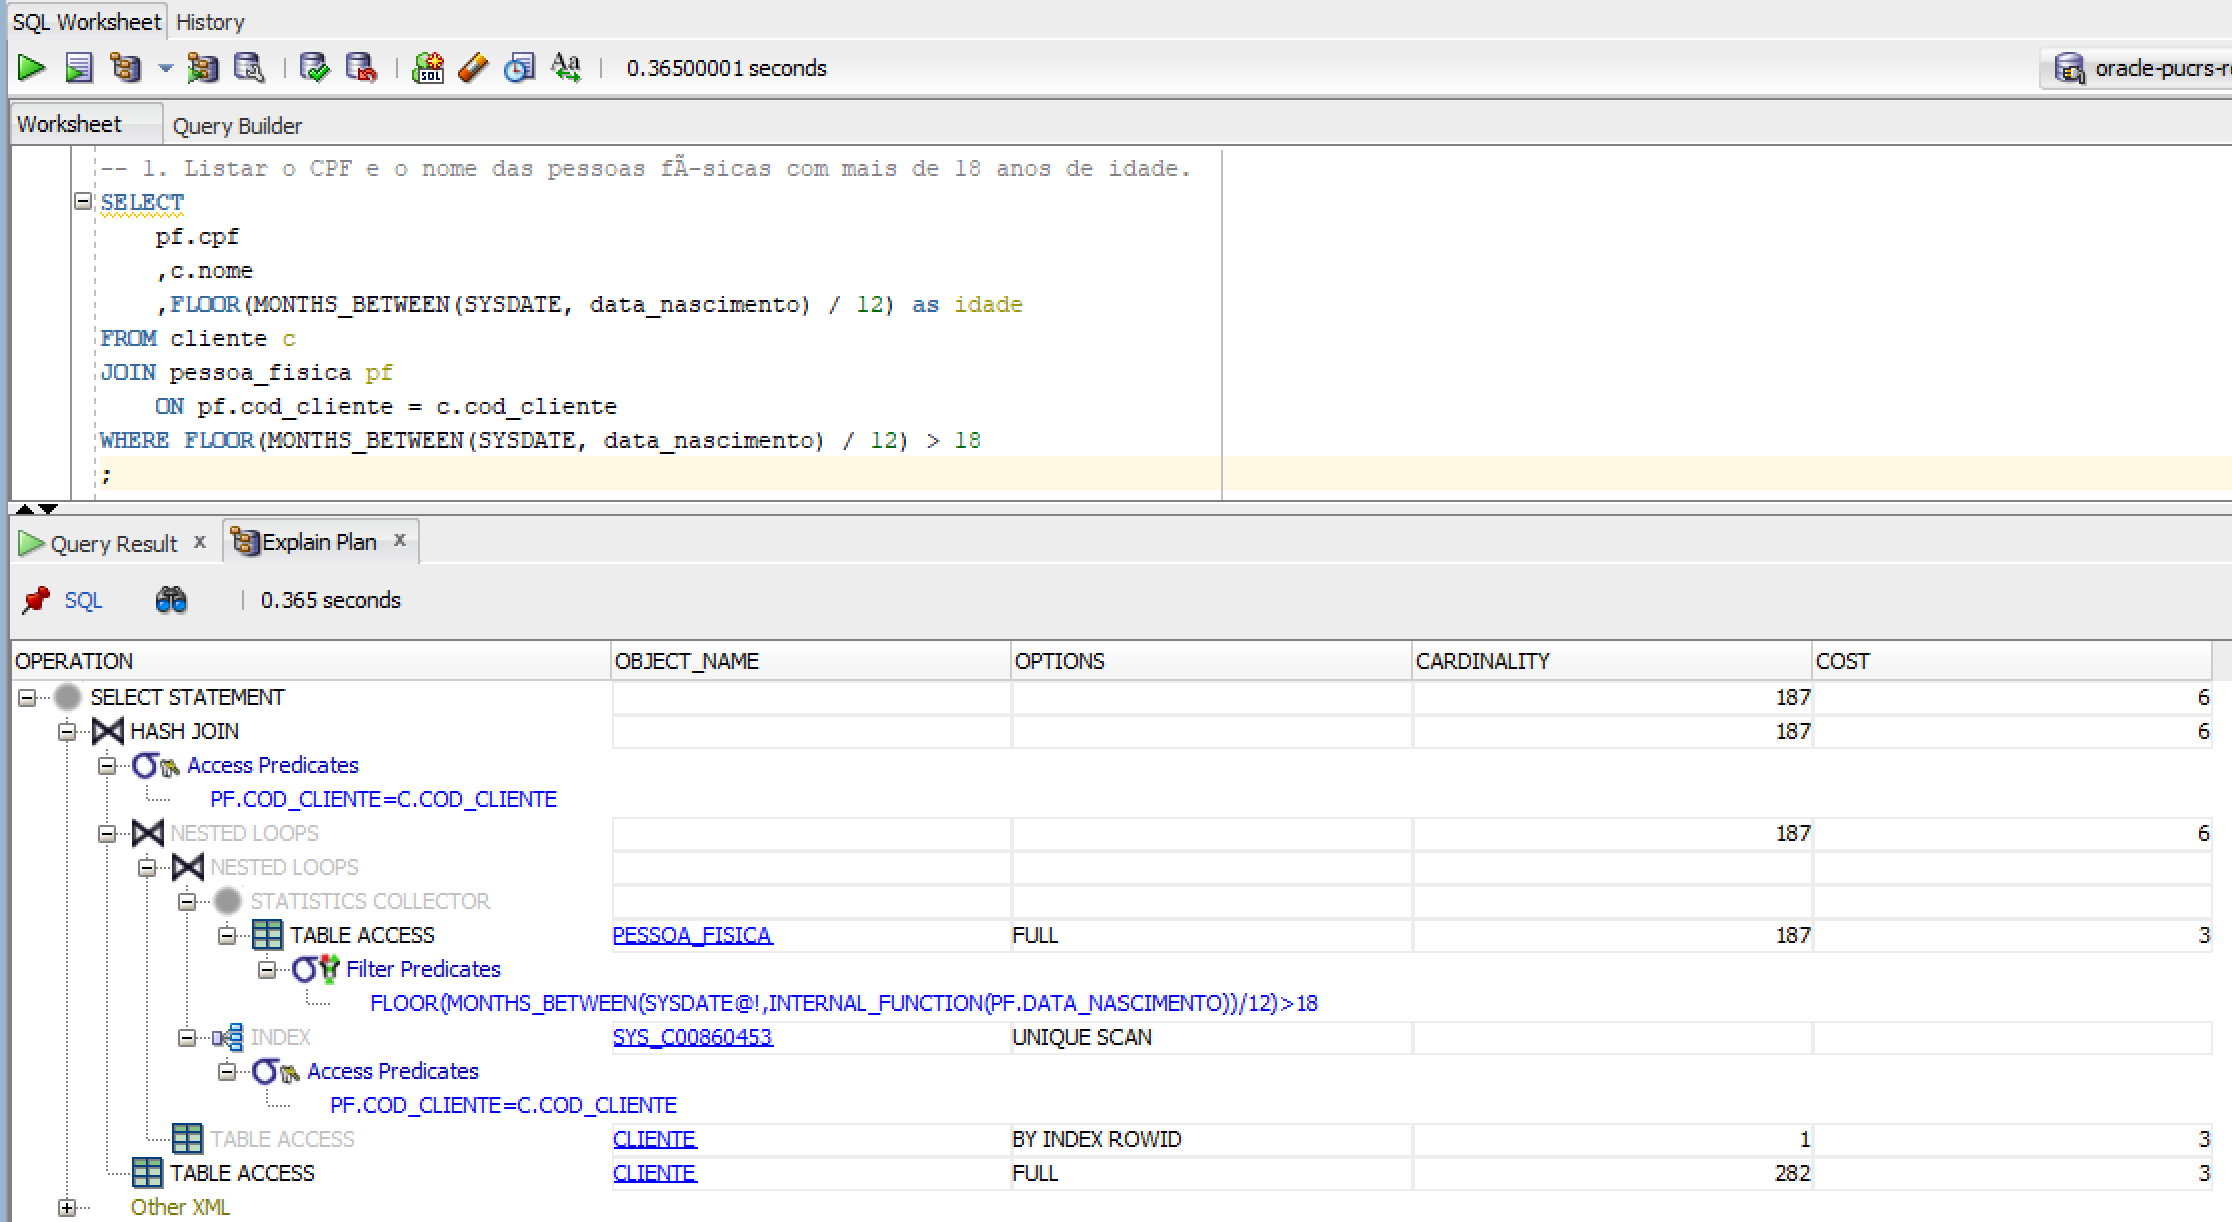 SQL Worksheet History
0.36500001 seconds
oracle-pucrs-r
Worksheet Query Builder
-- 1. Listar o CPF e o nome das pessoas fÃ-sicas com mais de 18 anos de idade.
SELECT
pf.cpf
,c.nome
,FLOOR(MONTHS_BETWEEN(SYSDATE, data_nascimento) / 12) as idade
FROM cliente c
JOIN pessoa_fisica pf
ON pf.cod_cliente = c.cod_cliente
WHERE FLOOR(MONTHS_BETWEEN(SYSDATE, data_nascimento) / 12) > 18
;
Query Result x Explain Plan x
SQL 0.365 seconds
OPERATION OBJECT_NAME OPTIONS CARDINALITY COST
SELECT STATEMENT 187 6
HASH JOIN 187 6
Access Predicates
PF.COD_CLIENTE=C.COD_CLIENTE
NESTED LOOPS 187 6
NESTED LOOPS
STATISTICS COLLECTOR
TABLE ACCESS PESSOA_FISICA FULL 187 3
Filter Predicates
FLOOR(MONTHS_BETWEEN(SYSDATE@!,INTERNAL_FUNCTION(PF.DATA_NASCIMENTO))/12)>18
INDEX SYS_C00860453 UNIQUE SCAN
Access Predicates
PF.COD_CLIENTE=C.COD_CLIENTE
TABLE ACCESS CLIENTE BY INDEX ROWID 1 3
TABLE ACCESS CLIENTE FULL 282 3
Other XML